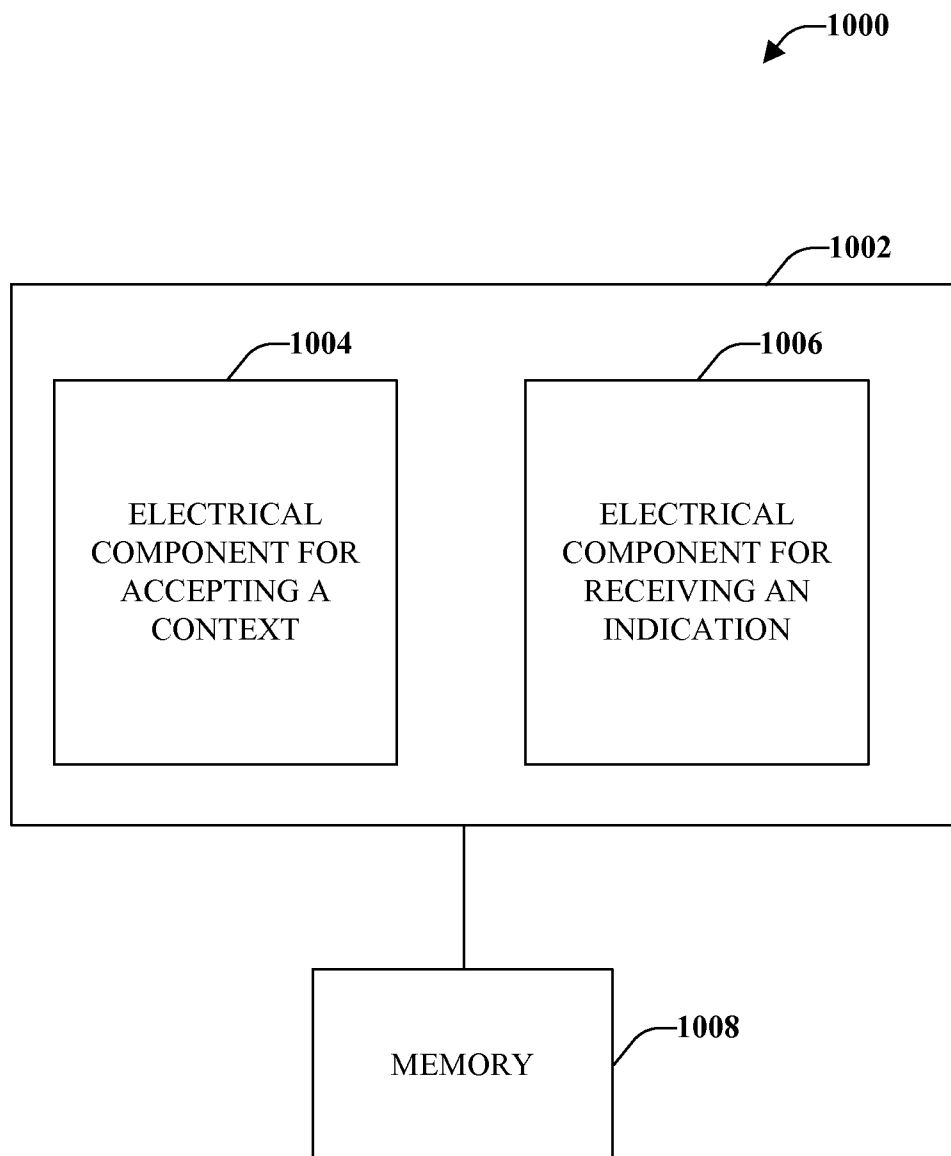 1000
1002
1004
1006
ELECTRICAL
COMPONENT FOR
ACCEPTING A
CONTEXT
ELECTRICAL
COMPONENT FOR
RECEIVING AN
INDICATION
1008
MEMORY